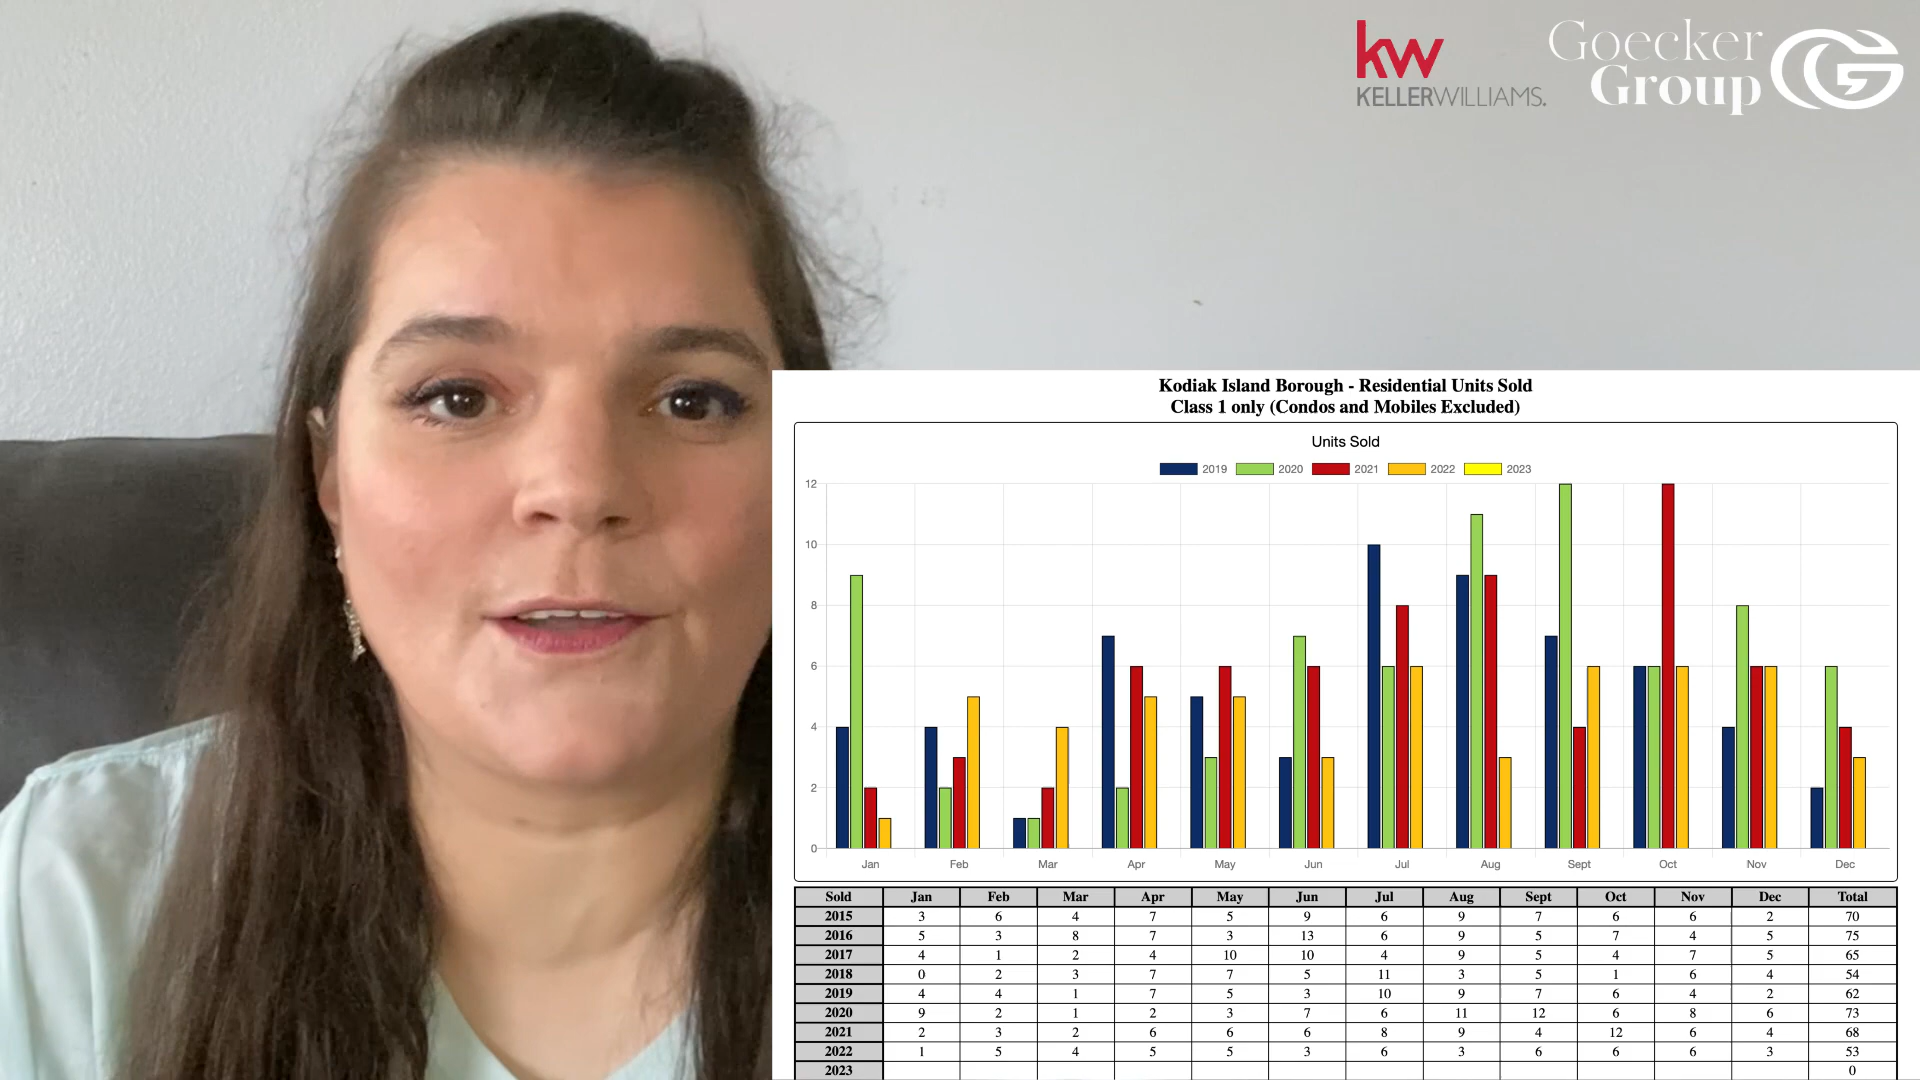 kw
KELLERWILLIAMS.
Goecker
Group
Kodiak Island Borough - Residential Units Sold
Class 1 only (Condos and Mobiles Excluded)
Units Sold
2019 2020 2021 2022 2023
12
10
8
6
4
2
0
Jan Feb Mar Apr May Jun Jul Aug Sept Oct Nov Dec
Sold Jan Feb Mar Apr May Jun Jul Aug Sept Oct Nov Dec Total
2015 3 6 4 7 5 9 6 9 7 6 6 2 70
2016 5 3 8 7 3 13 6 9 5 7 4 5 75
2017 4 1 2 4 10 10 4 9 5 4 7 5 65
2018 0 2 3 7 7 5 11 3 5 1 6 4 54
2019 4 4 1 7 5 3 10 9 7 6 4 2 62
2020 9 2 1 2 3 7 6 11 12 6 8 6 73
2021 2 3 2 6 6 6 8 9 4 12 6 4 68
2022 1 5 4 5 5 3 6 3 6 6 6 3 53
2023 0